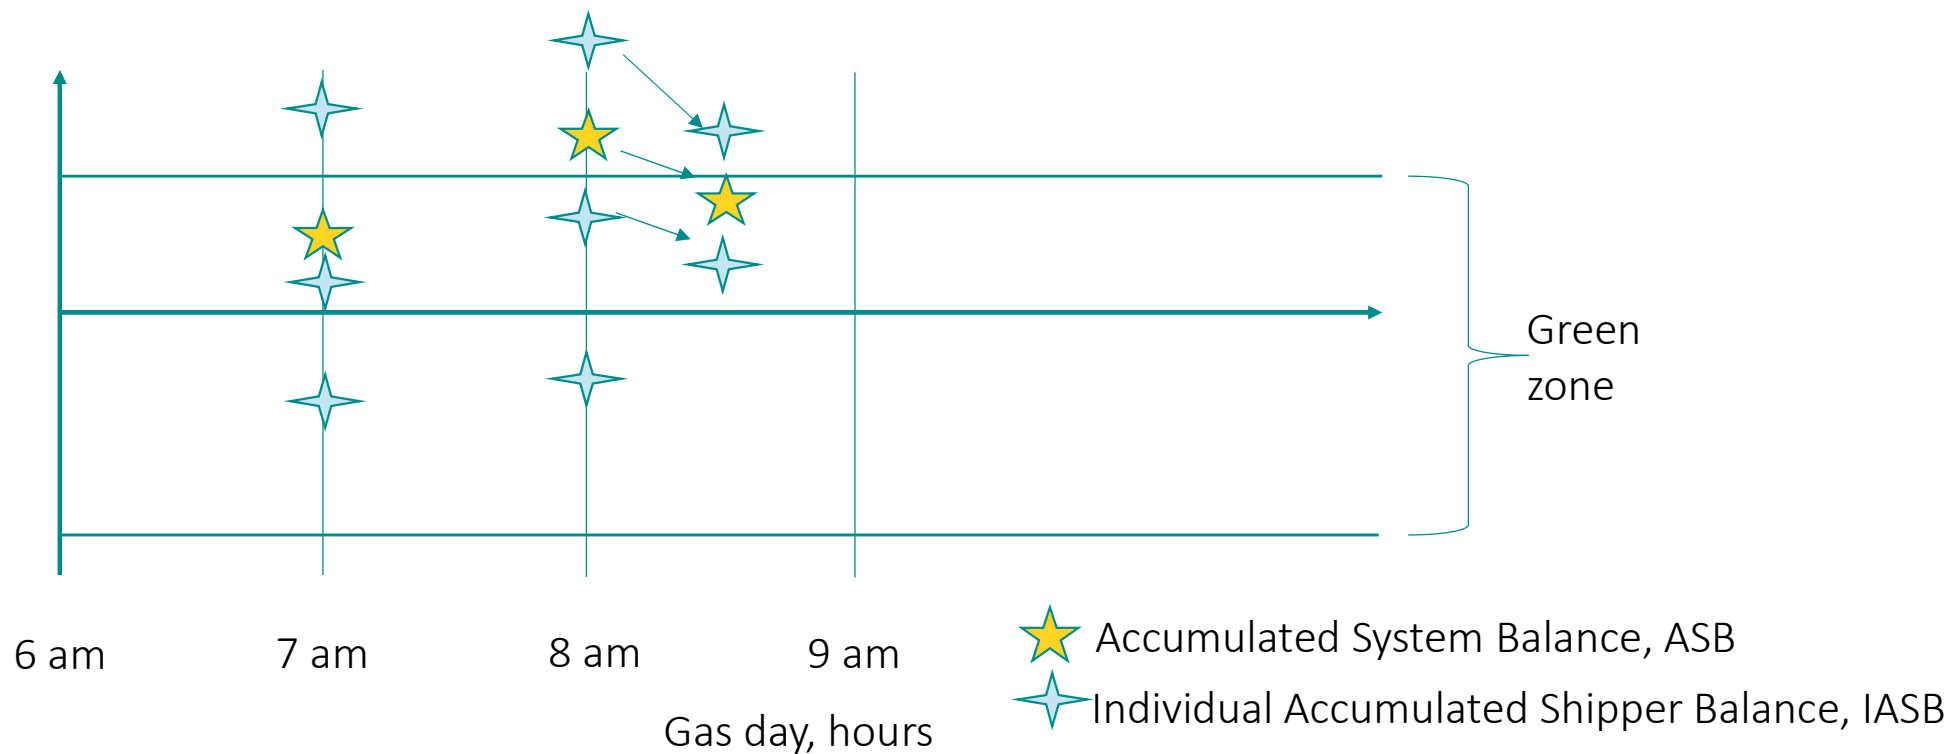 Green
zone
6 am
7 am
8 am
9 am
Gas day, hours
Accumulated System Balance, ASB
Individual Accumulated Shipper Balance, IASB